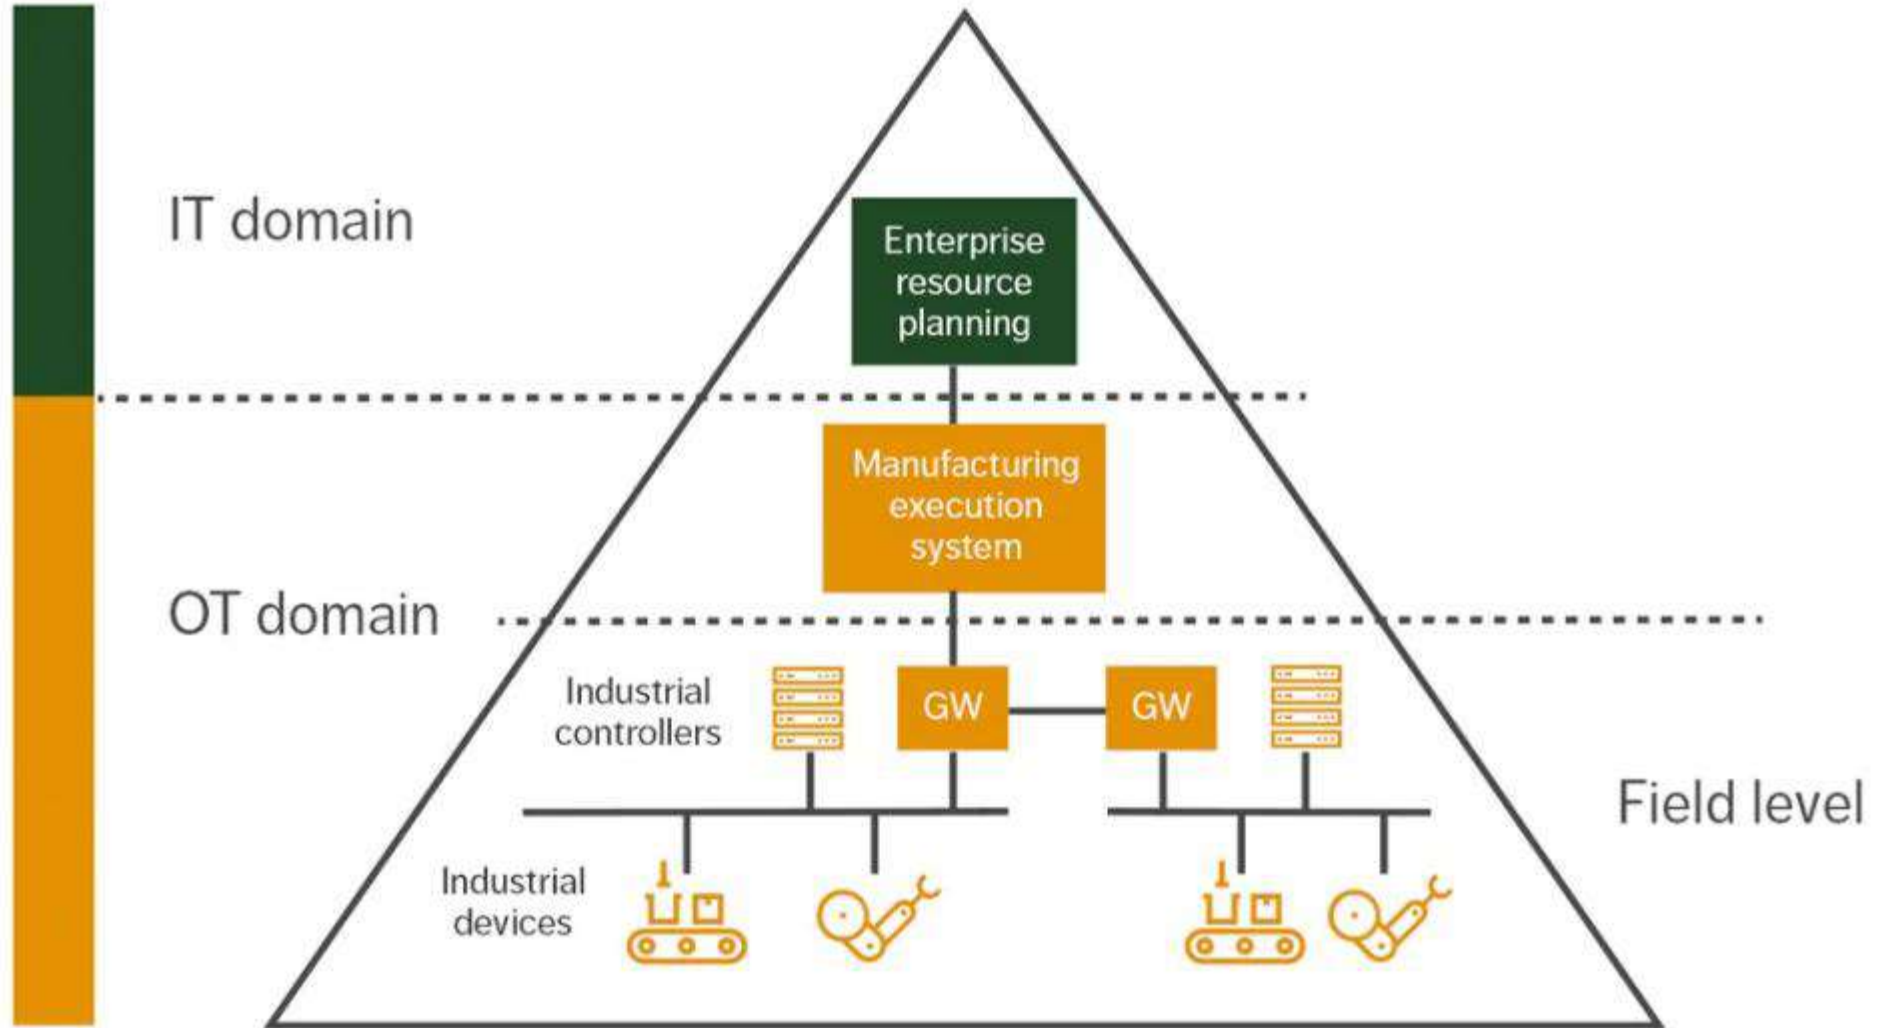 IT domain
Enterprise
resource
planning
Manufacturing
execution
system
OT domain
Industrial
controllers
GW
GW
Field level
Industrial
devices